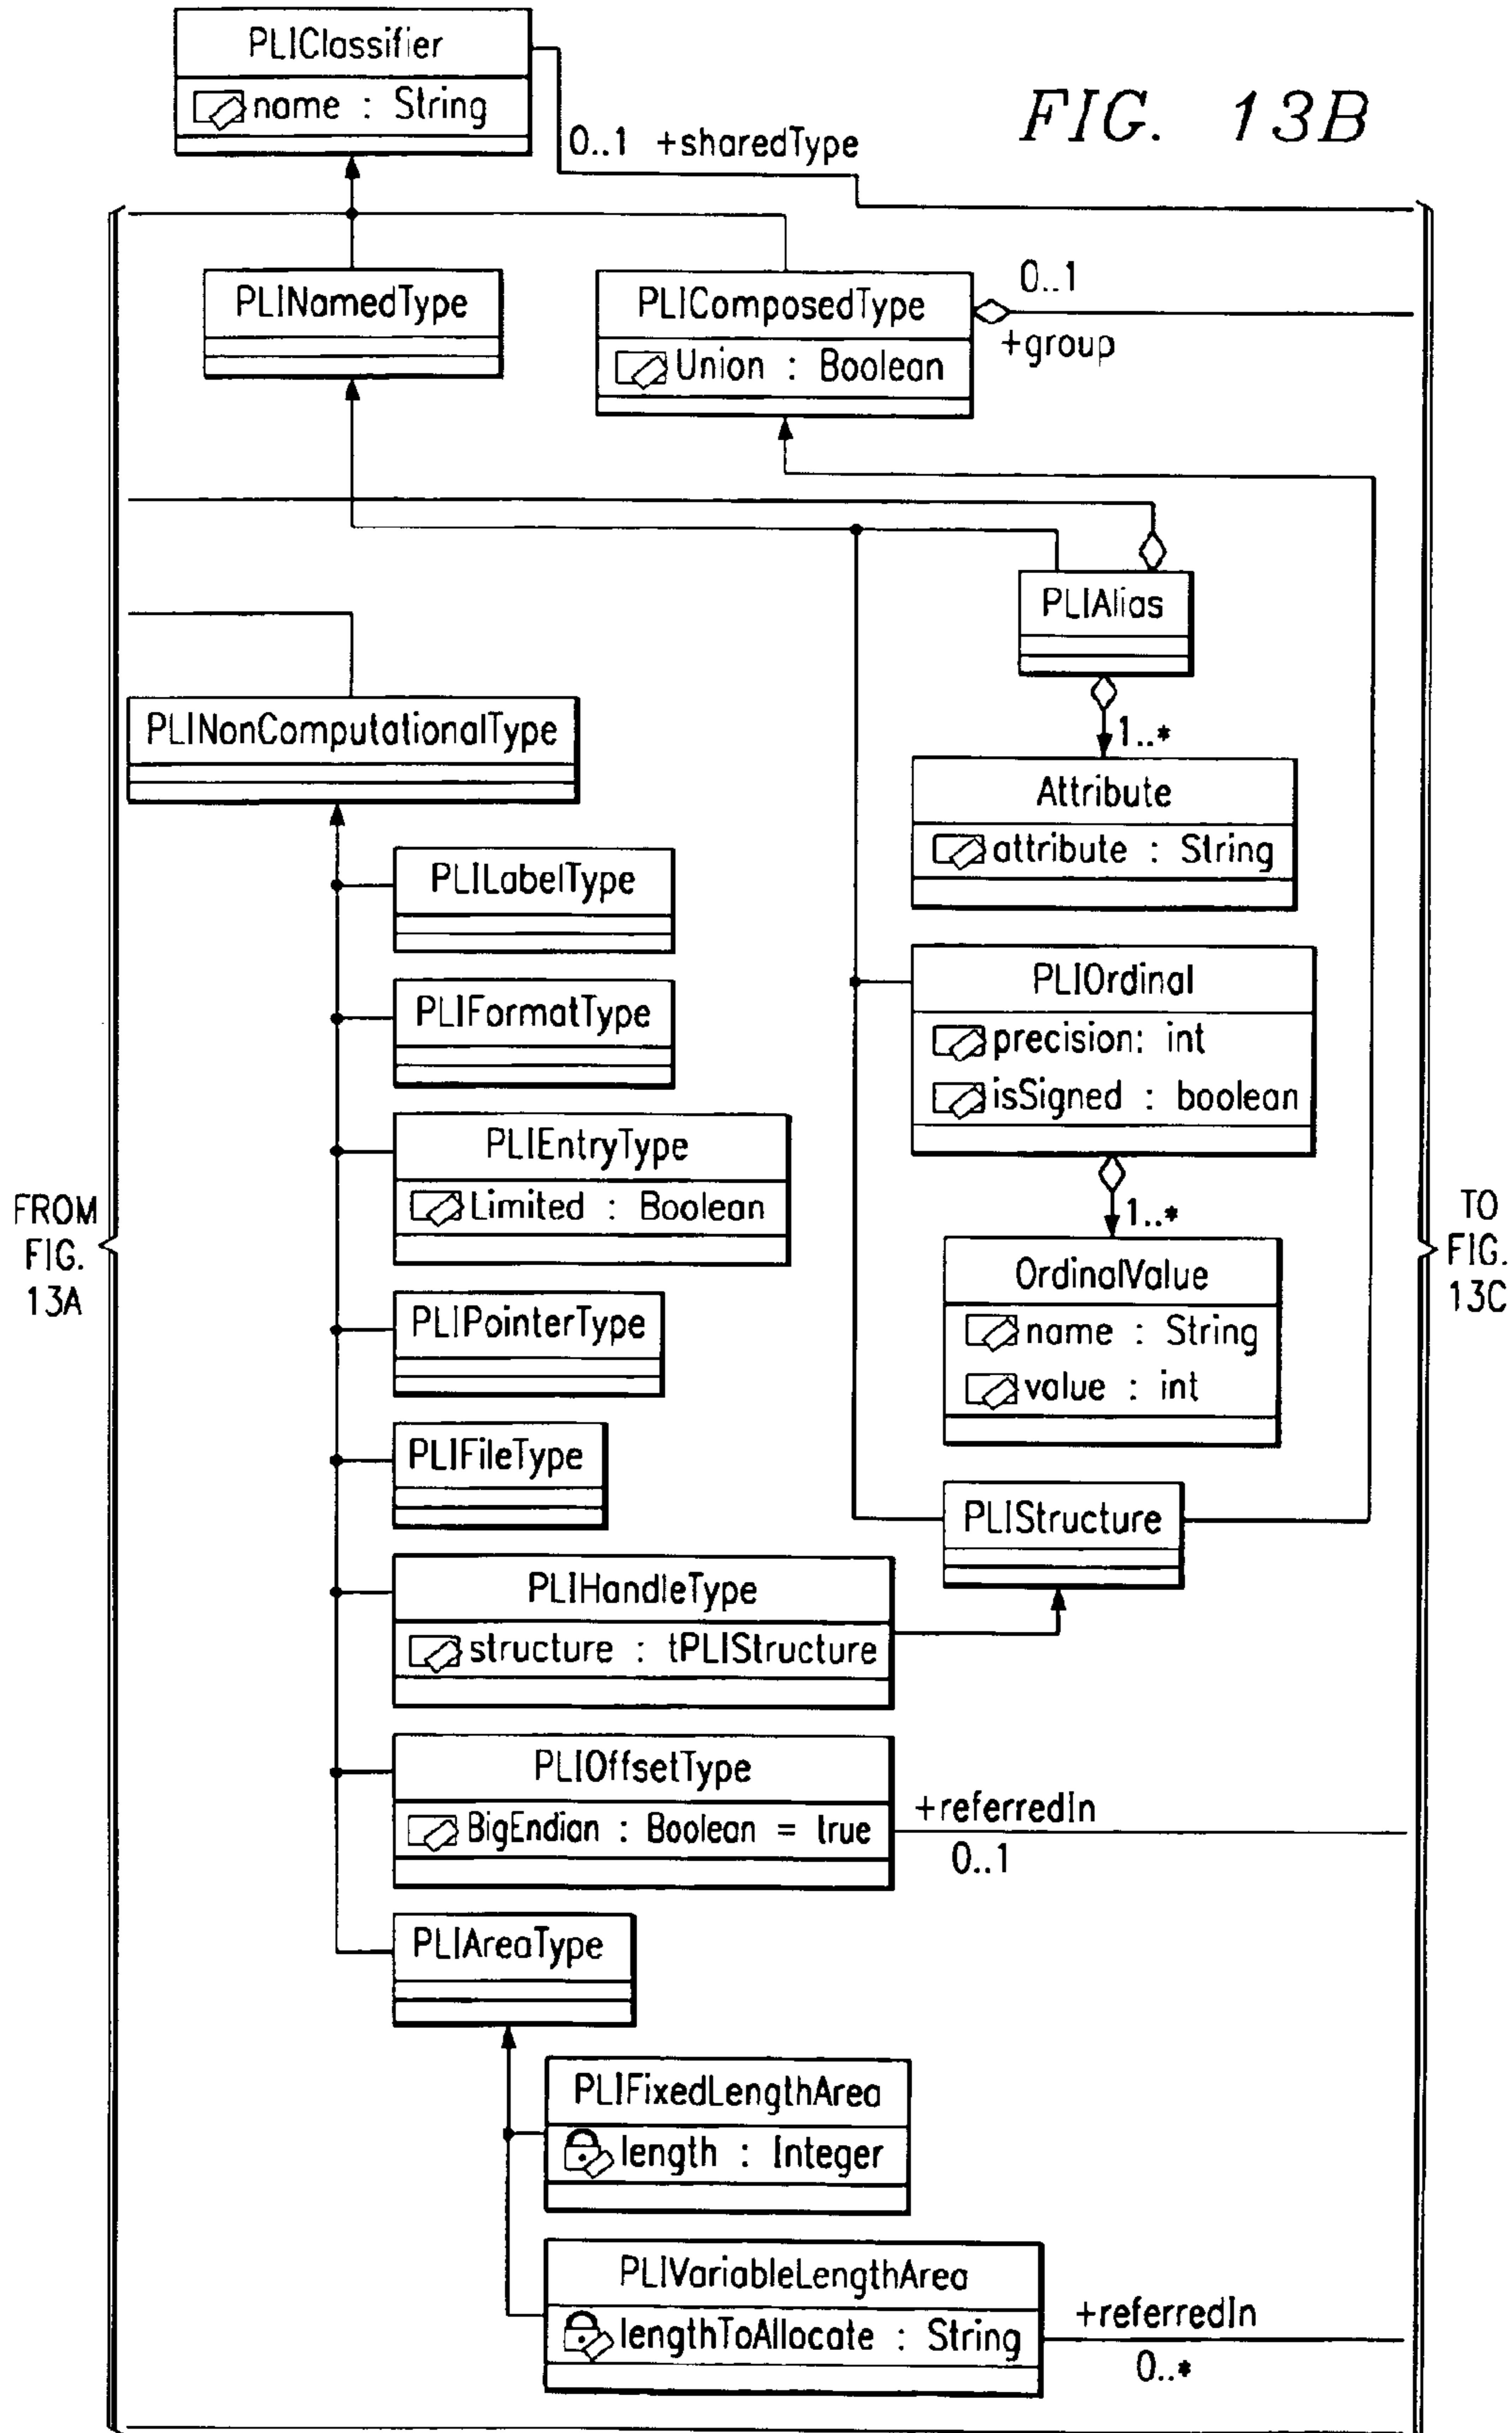 PLIClassifier
name : String
FIG. 13B
0..1 +sharedType
PLINamedType
PLIComposedType
Union : Boolean
0..1
+group
PLIAlias
1..*
PLINonComputationalType
Attribute
attribute : String
PLILabelType
PLIFormatType
PLIOrdinal
precision: int
isSigned : boolean
PLIEntryType
Limited : Boolean
1..*
FROM
FIG.
13A
TO
FIG.
13C
OrdinalValue
name : String
value : int
PLIPointerType
PLIFileType
PLIStructure
PLIHandleType
structure : tPLIStructure
PLIOffsetType
BigEndian : Boolean = true
+referredIn
0..1
PLIAreaType
PLIFixedLengthArea
length : Integer
PLIVariableLengthArea
lengthToAllocate : String
+referredIn
0..*